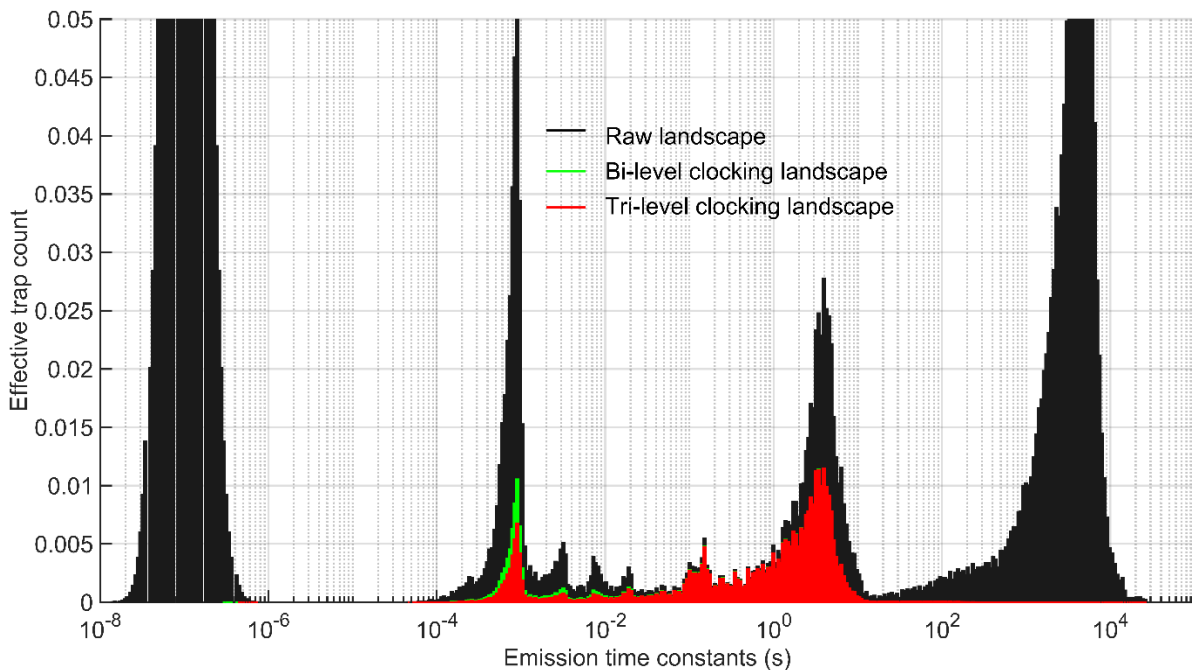 0.05
0.045
0.04
0.035
0.03
0.025
0.02
0.015
0.01
0.005
0
Effective trap count
Raw landscape
Bi-level clocking landscape
Tri-level clocking landscape
10⁻⁸ 10⁻⁶ 10⁻⁴ 10⁻² 10⁰ 10² 10⁴
Emission time constants (s)